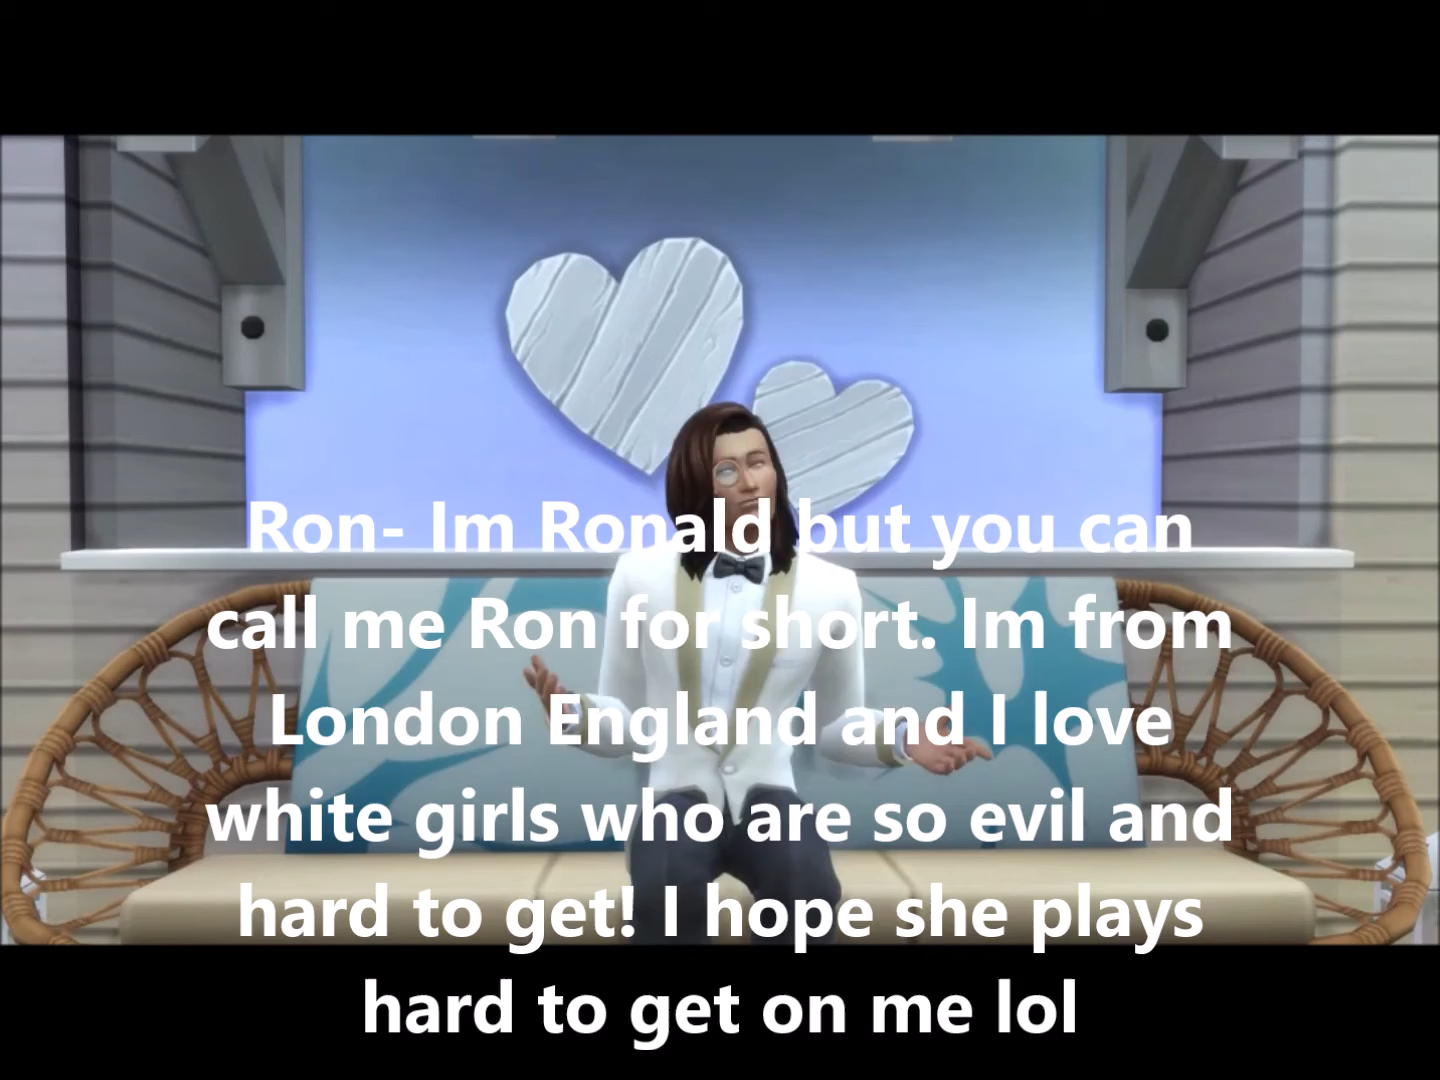 Ron- Im Ronald but you can
call me Ron for short. Im from
London England and I love
white girls who are so evil and
hard to get! I hope she plays
hard to get on me lol